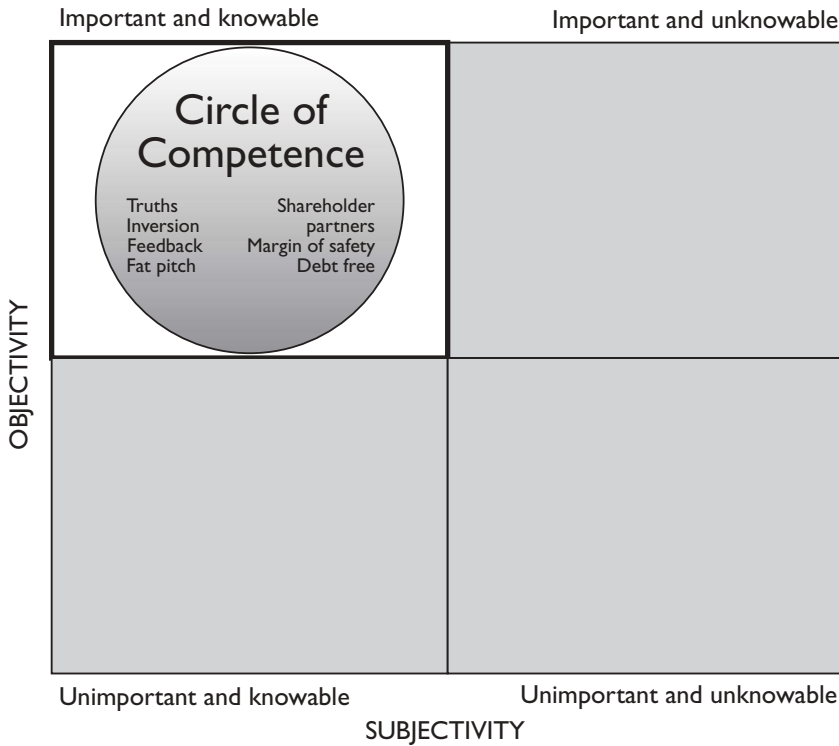 Important and knowable
Important and unknowable
Circle of
Competence
Truths
Inversion
Feedback
Fat pitch
Shareholder
partners
Margin of safety
Debt free
OBJECTIVITY
Unimportant and knowable
Unimportant and unknowable
SUBJECTIVITY